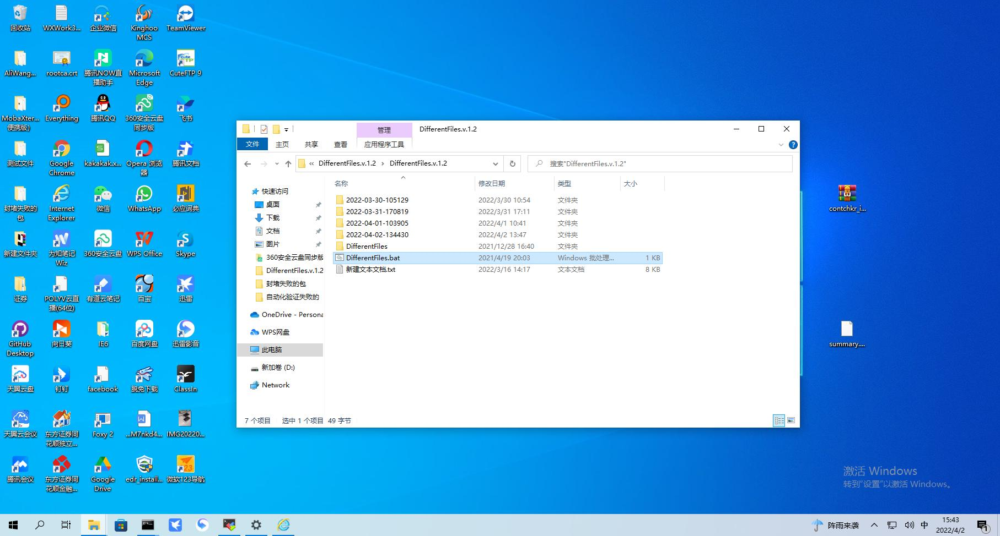 回收站
WXWork3...
企业微信
Kinghoo
MCS
TeamViewer
AliWang...
rootca.crt
腾讯NOW直
播助手
Microsoft
Edge
CuteFTP 9
MobaXter...
便携版)
Everything
腾讯QQ
360安全云盘
同步版
飞书
测试文件
Google
Chrome
kakakak.x...
Opera 浏览
器
腾讯文档
封堵失败的
包
Internet
Explorer
微信
WhatsApp
必应词典
新建文件夹
为知笔记
Wiz
360安全云盘
WPS Office
Skype
证券
POLYV云直
播(64位)
有道云笔记
百宝
迅雷
GitHub
Desktop
向日葵
IE6
百度网盘
迅雷影音
天翼云盘
钉钉
facebook
脱兔下载
ClassIn
天翼云会议
东方证券同
花顺独立...
Foxy 2
...M7nkd4...
IMG20220...
腾讯会议
东方证券同
花顺金融...
Google
Drive
edr_install...
微软123导航
管理
DifferentFiles.v.1.2
文件
主页
共享
查看
应用程序工具
« DifferentFiles.v.1.2 › DifferentFiles.v.1.2
搜索"DifferentFiles.v.1.2"
名称
修改日期
类型
大小
快速访问
桌面
下载
文档
图片
360安全云盘同步版
DifferentFiles.v.1.2
封堵失败的包
自动化验证失败的
OneDrive - Persona
WPS网盘
此电脑
新加卷 (D:)
Network
2022-03-30-105129 2022/3/30 10:54 文件夹
2022-03-31-170819 2022/3/31 17:11 文件夹
2022-04-01-103905 2022/4/1 10:41 文件夹
2022-04-02-134430 2022/4/2 13:47 文件夹
DifferentFiles 2021/12/28 16:40 文件夹
DifferentFiles.bat 2021/4/19 20:03 Windows 批处理... 1 KB
新建文本文档.txt 2022/3/16 14:17 文本文档 8 KB
7 个项目 选中 1 个项目 49 字节
contchkr_i...
summary....
激活 Windows
转到"设置"以激活 Windows。
阵雨来袭
中
15:43
2022/4/2
1